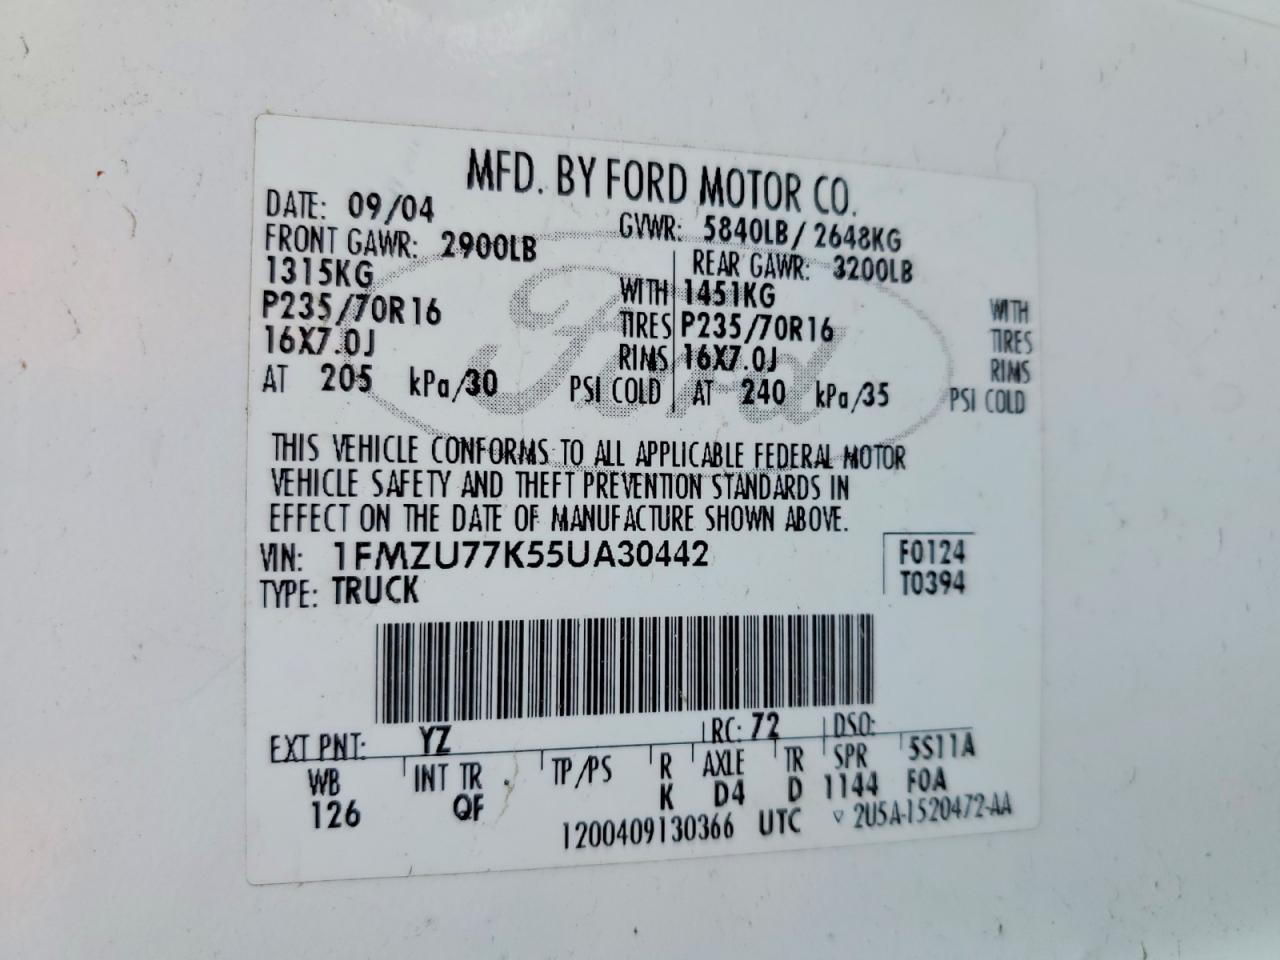 MFD. BY FORD MOTOR CO.
DATE: 09/04 GVWR: 5840LB / 2648KG
FRONT GAWR: 2900LB REAR GAWR: 3200LB
1315KG WITH 1451KG WITH
P235/70R16 TIRES P235/70R16 TIRES
16X7.0J RIMS 16X7.0J RIMS
AT 205 kPa/30 PSI COLD AT 240 kPa/35 PSI COLD
Ford
THIS VEHICLE CONFORMS TO ALL APPLICABLE FEDERAL MOTOR
VEHICLE SAFETY AND THEFT PREVENTION STANDARDS IN
EFFECT ON THE DATE OF MANUFACTURE SHOWN ABOVE.
VIN: 1FMZU77K55UA30442 F0124
TYPE: TRUCK T0394
EXT PNT: YZ RC: 72 DSO:
WB INT TR TP/PS R AXLE TR SPR 5S11A
126 QF K D4 D 1144 F0A
1200409130366 UTC ▽ 2U5A-1520472-AA